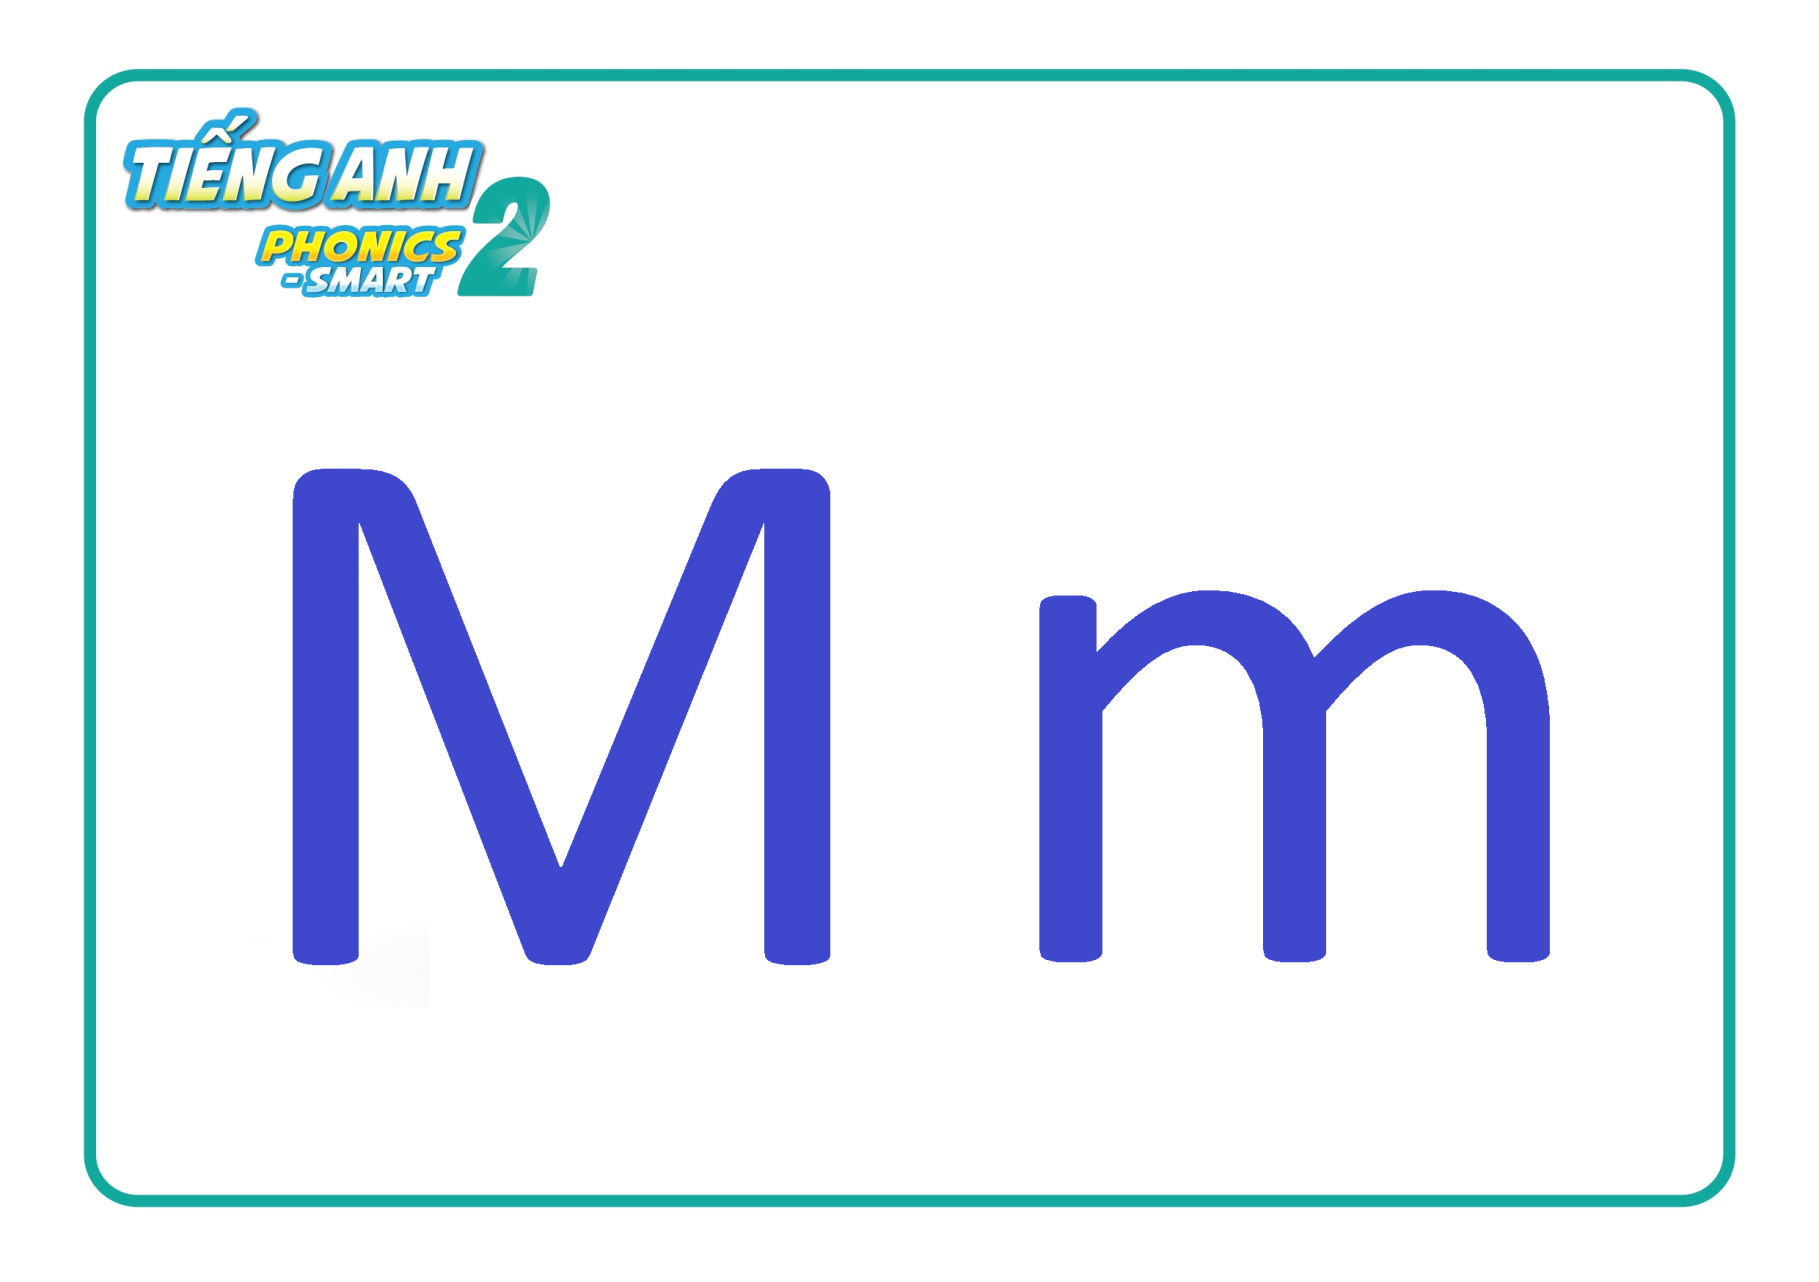 TIẾNG ANH
2
PHONICS
-SMART
M m